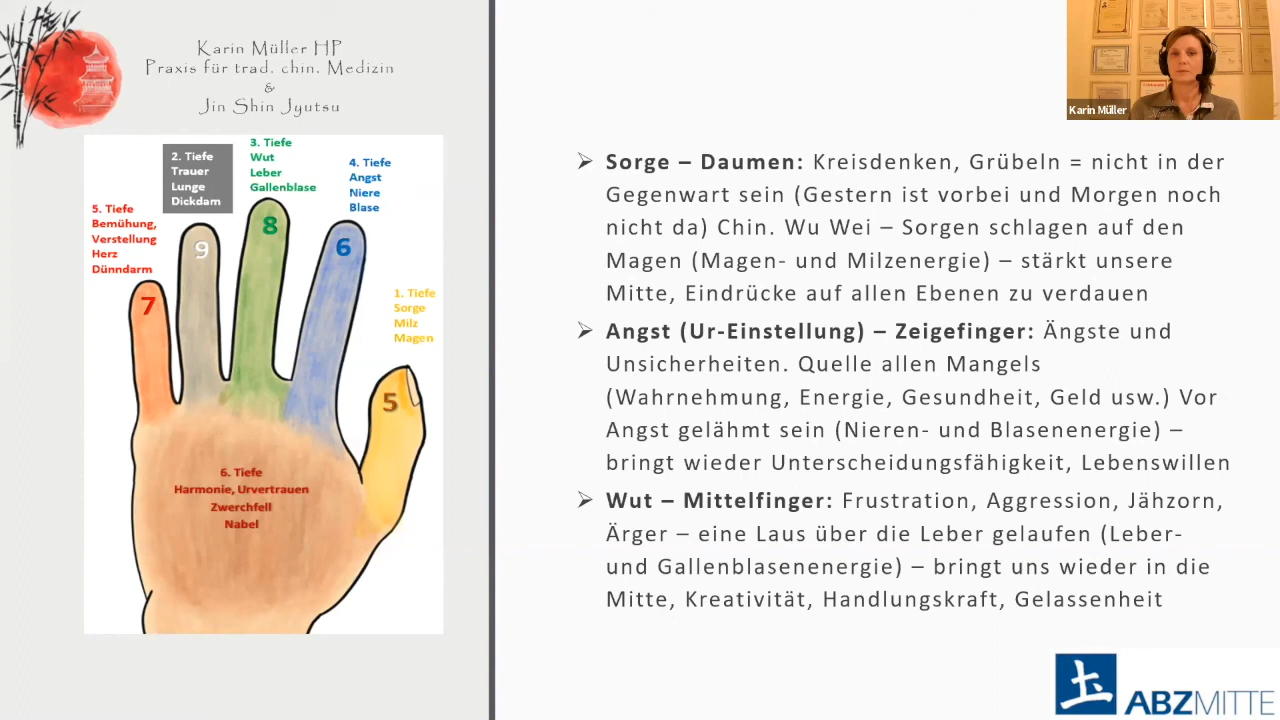 Karin Müller HP
Praxis für trad. chin. Medizin
&
Jin Shin Jyutsu
2. Tiefe
Trauer
Lunge
Dickdam
3. Tiefe
Wut
Leber
Gallenblase
4. Tiefe
Angst
Niere
Blase
5. Tiefe
Bemühung,
Verstellung
Herz
Dünndarm
1. Tiefe
Sorge
Milz
Magen
7
9
8
6
5
6. Tiefe
Harmonie, Urvertrauen
Zwerchfell
Nabel
Karin Müller
➢ Sorge – Daumen: Kreisdenken, Grübeln = nicht in der
Gegenwart sein (Gestern ist vorbei und Morgen noch
nicht da) Chin. Wu Wei – Sorgen schlagen auf den
Magen (Magen- und Milzenergie) – stärkt unsere
Mitte, Eindrücke auf allen Ebenen zu verdauen
➢ Angst (Ur-Einstellung) – Zeigefinger: Ängste und
Unsicherheiten. Quelle allen Mangels
(Wahrnehmung, Energie, Gesundheit, Geld usw.) Vor
Angst gelähmt sein (Nieren- und Blasenenergie) –
bringt wieder Unterscheidungsfähigkeit, Lebenswillen
➢ Wut – Mittelfinger: Frustration, Aggression, Jähzorn,
Ärger – eine Laus über die Leber gelaufen (Leber-
und Gallenblasenenergie) – bringt uns wieder in die
Mitte, Kreativität, Handlungskraft, Gelassenheit
ABZMITTE